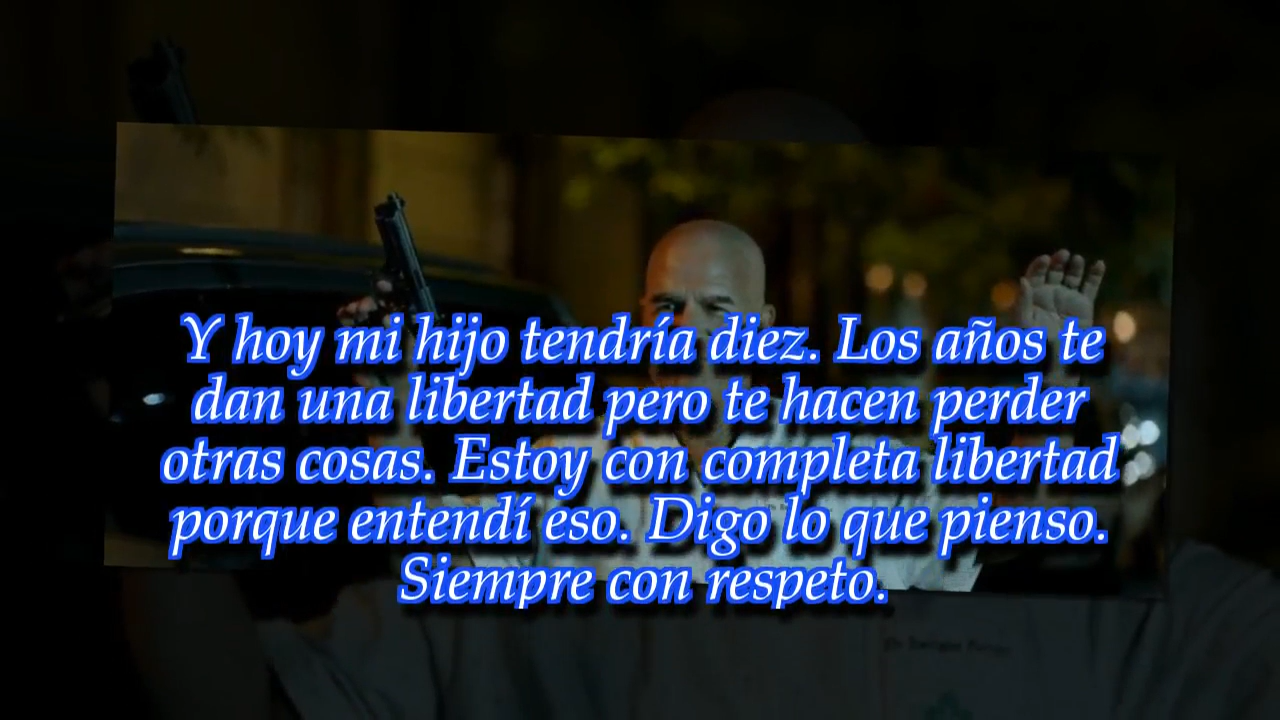 Y hoy mi hijo tendría diez. Los años te
dan una libertad pero te hacen perder
otras cosas. Estoy con completa libertad
porque entendí eso. Digo lo que pienso.
Siempre con respeto.